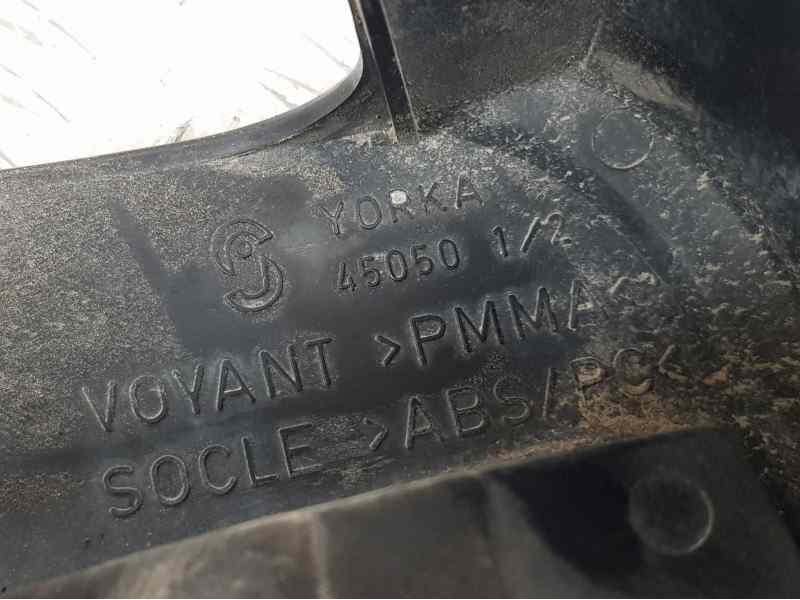 YORKA
45050 1/2
VOYANT >PMMA<
SOCLE >ABS/PC<